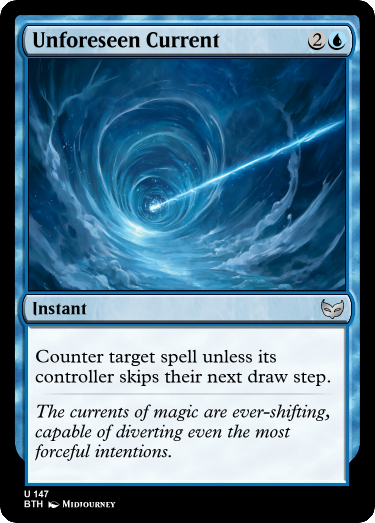 Unforeseen Current 2
Instant
Counter target spell unless its
controller skips their next draw step.
The currents of magic are ever-shifting,
capable of diverting even the most
forceful intentions.
U 147
BTH Midjourney